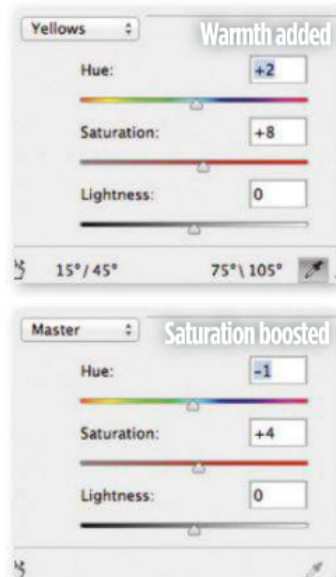 Yellows
Warmth added
Hue:
+2
Saturation:
+8
Lightness:
0
15°/45°
75°\105°
Master
Saturation boosted
Hue:
-1
Saturation:
+4
Lightness:
0